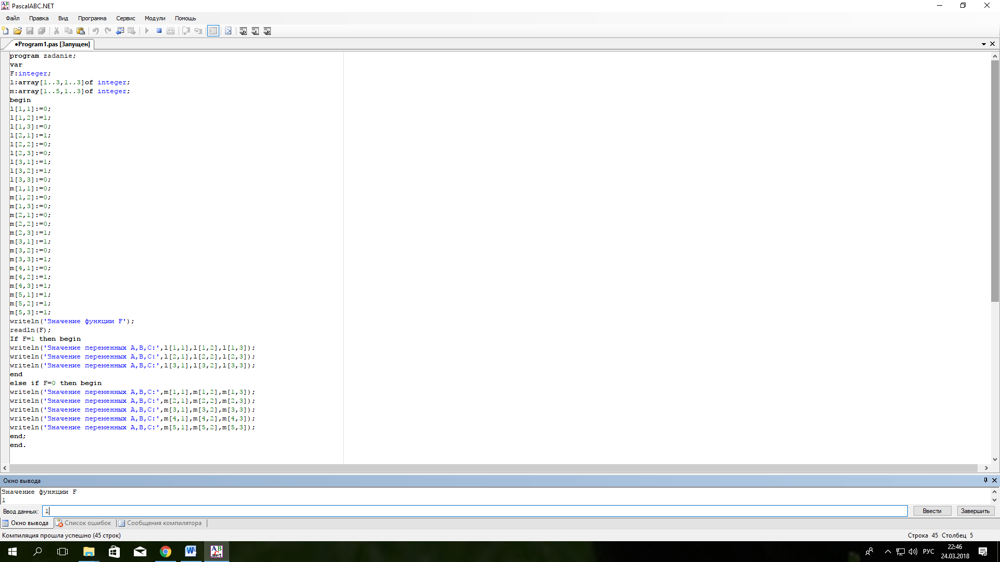 PascalABC.NET
Файл Правка Вид Программа Сервис Модули Помощь
•Program1.pas [Запущен]
program zadanie;
var
F:integer;
l:array[1..3,1..3]of integer;
m:array[1..5,1..3]of integer;
begin
l[1,1]:=0;
l[1,2]:=1;
l[1,3]:=0;
l[2,1]:=1;
l[2,2]:=0;
l[2,3]:=0;
l[3,1]:=1;
l[3,2]:=1;
l[3,3]:=0;
m[1,1]:=0;
m[1,2]:=0;
m[1,3]:=0;
m[2,1]:=0;
m[2,2]:=0;
m[2,3]:=1;
m[3,1]:=1;
m[3,2]:=0;
m[3,3]:=1;
m[4,1]:=0;
m[4,2]:=1;
m[4,3]:=1;
m[5,1]:=1;
m[5,2]:=1;
m[5,3]:=1;
writeln('Значение функции F');
readln(F);
If F=1 then begin
writeln('Значение переменных A,B,C:',l[1,1],l[1,2],l[1,3]);
writeln('Значение переменных A,B,C:',l[2,1],l[2,2],l[2,3]);
writeln('Значение переменных A,B,C:',l[3,1],l[3,2],l[3,3]);
end
else if F=0 then begin
writeln('Значение переменных A,B,C:',m[1,1],m[1,2],m[1,3]);
writeln('Значение переменных A,B,C:',m[2,1],m[2,2],m[2,3]);
writeln('Значение переменных A,B,C:',m[3,1],m[3,2],m[3,3]);
writeln('Значение переменных A,B,C:',m[4,1],m[4,2],m[4,3]);
writeln('Значение переменных A,B,C:',m[5,1],m[5,2],m[5,3]);
end;
end.
Окно вывода
Значение функции F
1
Ввод данных: 1 Ввести Завершить
Окно вывода Список ошибок Сообщения компилятора
Компиляция прошла успешно (45 строк) Строка 45 Столбец 5
РУС 22:46
24.03.2018